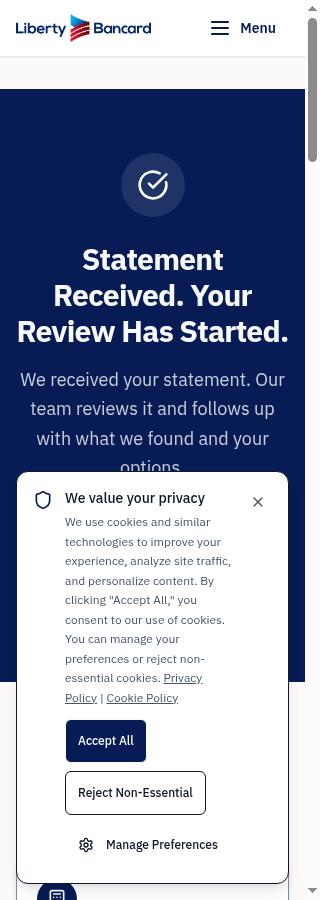 Liberty Bancard
Menu
Statement
Received. Your
Review Has Started.
We received your statement. Our
team reviews it and follows up
with what we found and your
options.
We value your privacy
We use cookies and similar
technologies to improve your
experience, analyze site traffic,
and personalize content. By
clicking "Accept All," you
consent to our use of cookies.
You can manage your
preferences or reject non-
essential cookies. Privacy
Policy | Cookie Policy
Accept All
Reject Non-Essential
Manage Preferences